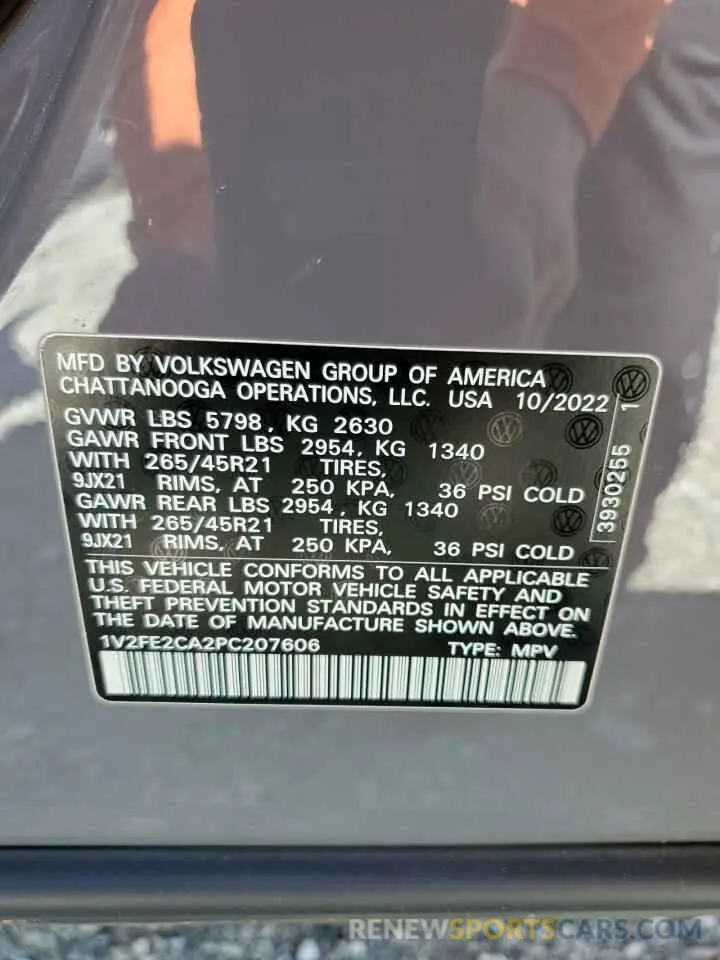 MFD BY VOLKSWAGEN GROUP OF AMERICA
CHATTANOOGA OPERATIONS, LLC. USA 10/2022
GVWR LBS 5798, KG 2630
GAWR FRONT LBS 2954, KG 1340
WITH 265/45R21 TIRES,
9JX21 RIMS, AT 250 KPA, 36 PSI COLD
GAWR REAR LBS 2954, KG 1340
WITH 265/45R21 TIRES,
9JX21 RIMS, AT 250 KPA, 36 PSI COLD
3930255 1
THIS VEHICLE CONFORMS TO ALL APPLICABLE
U.S. FEDERAL MOTOR VEHICLE SAFETY AND
THEFT PREVENTION STANDARDS IN EFFECT ON
THE DATE OF MANUFACTURE SHOWN ABOVE.
1V2FE2CA2PC207606 TYPE: MPV
RENEWSPORTSCARS.COM